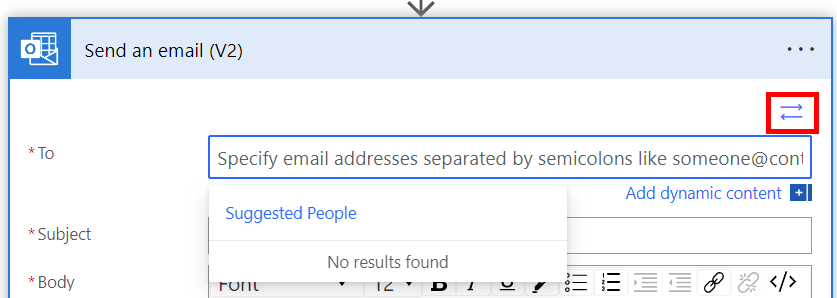 Send an email (V2)
*To
Specify email addresses separated by semicolons like someone@cont
Add dynamic content
Suggested People
*Subject
No results found
*Body
Font 12 B I U </>